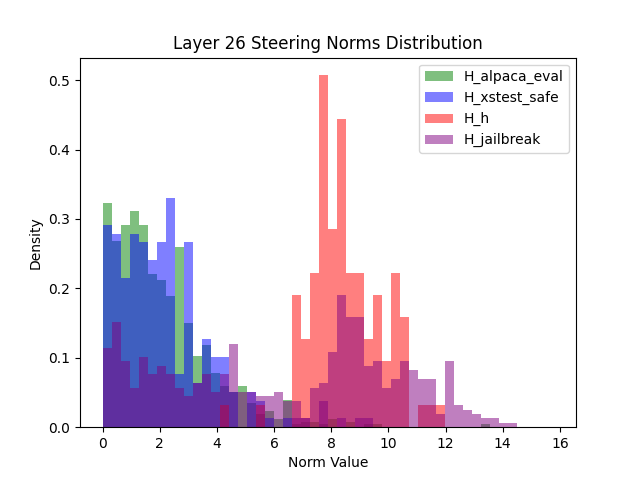 Layer 26 Steering Norms Distribution
H_alpaca_eval
H_xstest_safe
H_h
H_jailbreak
0.5
0.4
0.3
0.2
0.1
0.0
Density
0
2
4
6
8
10
12
14
16
Norm Value